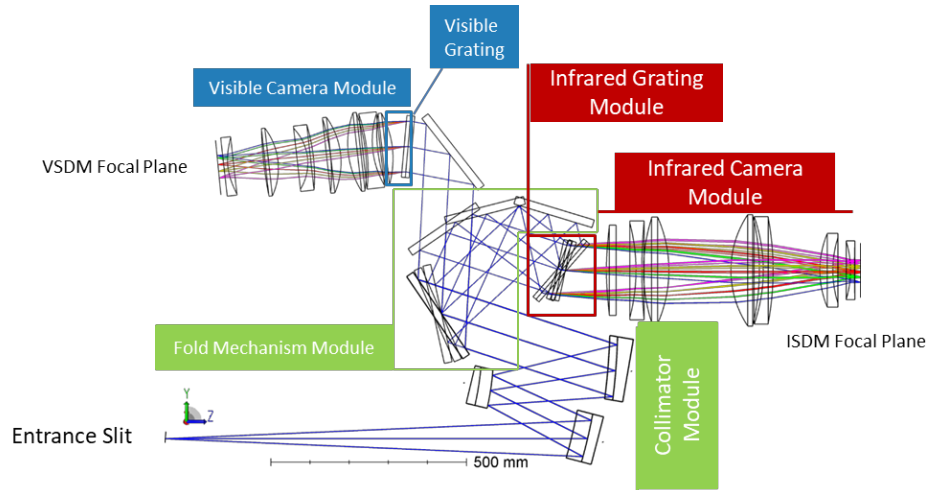 Visible
Grating
Visible Camera Module
Infrared Grating
Module
VSDM Focal Plane
Infrared Camera
Module
Fold Mechanism Module
ISDM Focal Plane
Collimator
Module
Y
Z
Entrance Slit
500 mm